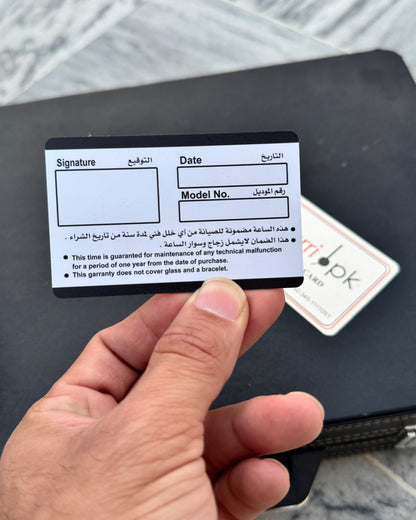 Signature التوقيع
Date التاريخ
Model No. رقم الموديل
● هذه الساعة مضمونة للصيانة من أي خلل فني لمدة سنة من تاريخ الشراء .
● هذا الضمان لايشمل زجاج وسوار الساعة .
● This time is guaranted for maintenance of any technical malfunction
for a period of one year from the date of purchase.
● This garranty does not cover glass and a bracelet.
.pk
CARD